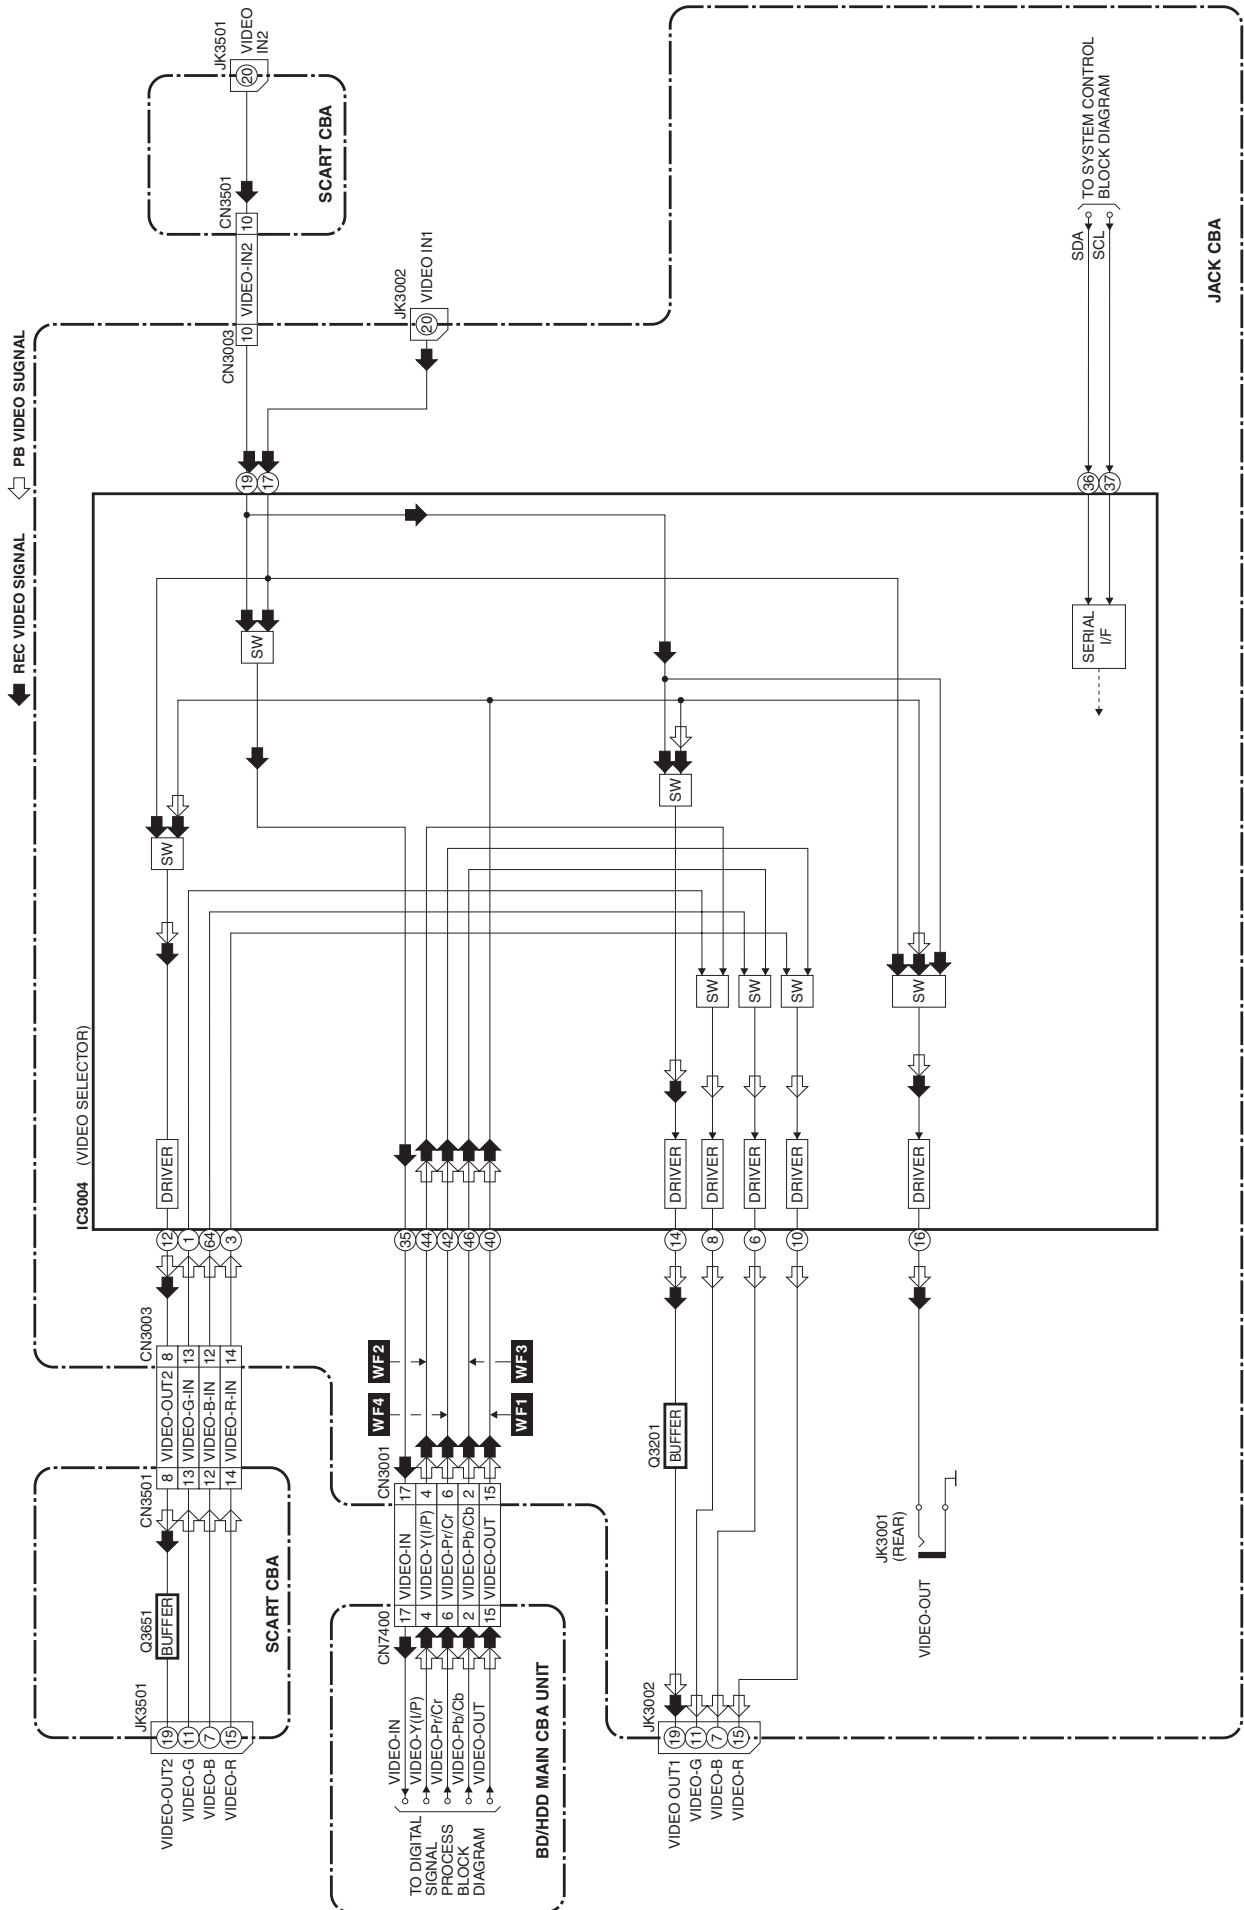 REC VIDEO SIGNAL
PB VIDEO SUGNAL
IC3004 (VIDEO SELECTOR)
JACK CBA
SCART CBA
JK3501
VIDEO
IN2
20
CN3501
10
VIDEO-IN2
10
CN3003
JK3002
20
VIDEO IN1
19
17
TO SYSTEM CONTROL
BLOCK DIAGRAM
SDA
SCL
36
37
SERIAL
I/F
SW
SW
SW
SW
SW
SW
SW
DRIVER
DRIVER
DRIVER
DRIVER
DRIVER
DRIVER
12
1
64
3
35
44
42
46
40
14
8
6
10
16
CN3003
8 VIDEO-OUT2 8
13 VIDEO-G-IN 13
12 VIDEO-B-IN 12
14 VIDEO-R-IN 14
CN3501
SCART CBA
Q3651
BUFFER
JK3501
19
11
7
15
VIDEO-OUT2
VIDEO-G
VIDEO-B
VIDEO-R
WF2
WF4
WF3
WF1
CN3001
17 VIDEO-IN 17
4 VIDEO-Y(I/P) 4
6 VIDEO-Pr/Cr 6
2 VIDEO-Pb/Cb 2
15 VIDEO-OUT 15
CN7400
VIDEO-IN
VIDEO-Y(I/P)
VIDEO-Pr/Cr
VIDEO-Pb/Cb
VIDEO-OUT
TO DIGITAL
SIGNAL
PROCESS
BLOCK
DIAGRAM
BD/HDD MAIN CBA UNIT
Q3201
BUFFER
JK3002
19
11
7
15
VIDEO OUT1
VIDEO-G
VIDEO-B
VIDEO-R
JK3001
(REAR)
VIDEO-OUT